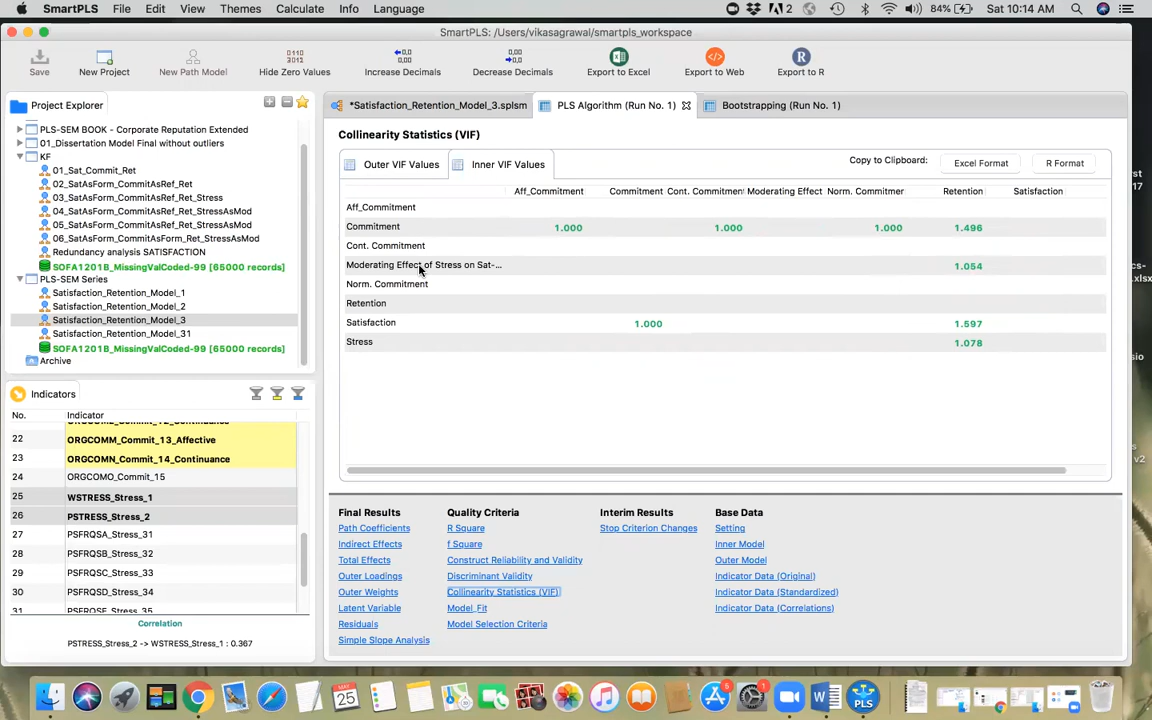 SmartPLS File Edit View Themes Calculate Info Language
84% Sat 10:14 AM
SmartPLS: /Users/vikasagrawal/smartpls_workspace
Save New Project New Path Model Hide Zero Values Increase Decimals Decrease Decimals Export to Excel Export to Web Export to R
Project Explorer
PLS-SEM BOOK - Corporate Reputation Extended
01_Dissertation Model Final without outliers
KF
01_Sat_Commit_Ret
02_SatAsForm_CommitAsRef_Ret
03_SatAsForm_CommitAsRef_Ret_Stress
04_SatAsForm_CommitAsRef_Ret_StressAsMod
05_SatAsForm_CommitAsRef_Ret_StressAsMod
06_SatAsForm_CommitAsForm_Ret_StressAsMod
Redundancy analysis SATISFACTION
SOFA1201B_MissingValCoded-99 [65000 records]
PLS-SEM Series
Satisfaction_Retention_Model_1
Satisfaction_Retention_Model_2
Satisfaction_Retention_Model_3
Satisfaction_Retention_Model_31
SOFA1201B_MissingValCoded-99 [65000 records]
Archive
Indicators
No. Indicator
22 ORGCOMM_Commit_13_Affective
23 ORGCOMN_Commit_14_Continuance
24 ORGCOMO_Commit_15
25 WSTRESS_Stress_1
26 PSTRESS_Stress_2
27 PSFRQSA_Stress_31
28 PSFRQSB_Stress_32
29 PSFRQSC_Stress_33
30 PSFRQSD_Stress_34
31 PSFRQSE_Stress_35
Correlation
PSTRESS_Stress_2 -> WSTRESS_Stress_1 : 0.367
*Satisfaction_Retention_Model_3.splsm PLS Algorithm (Run No. 1) Bootstrapping (Run No. 1)
Collinearity Statistics (VIF)
Outer VIF Values Inner VIF Values Copy to Clipboard: Excel Format R Format
Aff_Commitment Commitment Cont. Commitmen Moderating Effect Norm. Commitmer Retention Satisfaction
Aff_Commitment
Commitment 1.000 1.000 1.000 1.496
Cont. Commitment
Moderating Effect of Stress on Sat-... 1.054
Norm. Commitment
Retention
Satisfaction 1.000 1.597
Stress 1.078
Final Results Quality Criteria Interim Results Base Data
Path Coefficients R Square Stop Criterion Changes Setting
Indirect Effects f Square Inner Model
Total Effects Construct Reliability and Validity Outer Model
Outer Loadings Discriminant Validity Indicator Data (Original)
Outer Weights Collinearity Statistics (VIF) Indicator Data (Standardized)
Latent Variable Model_Fit Indicator Data (Correlations)
Residuals Model Selection Criteria
Simple Slope Analysis